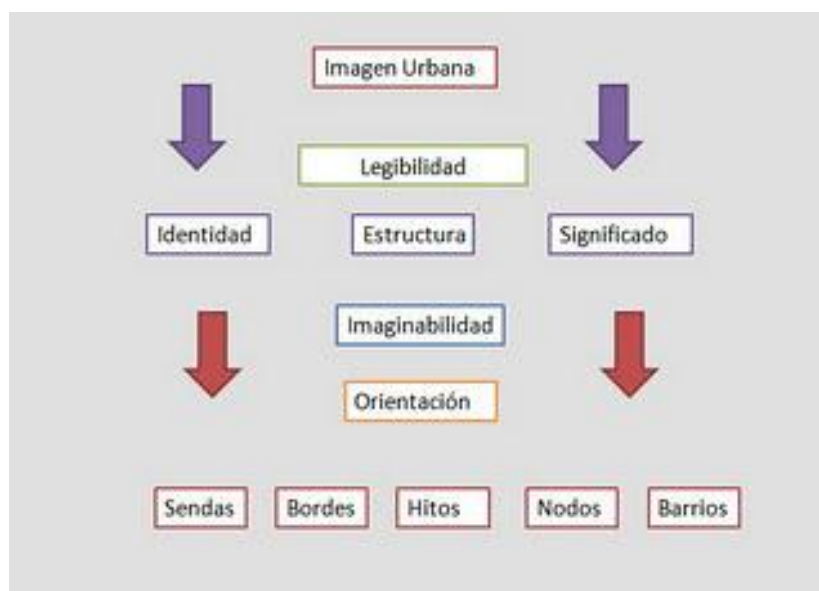 Imagen Urbana
Legibilidad
Identidad
Estructura
Significado
Imaginabilidad
Orientación
Sendas
Bordes
Hitos
Nodos
Barrios